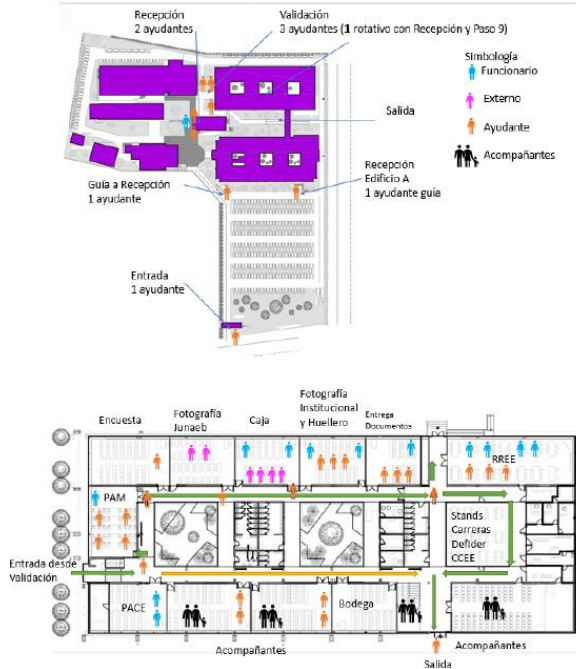 Recepción
2 ayudantes
Validación
3 ayudantes (1 rotativo con Recepción y Paso 9)
Simbología
Funcionario
Externo
Ayudante
Acompañantes
Salida
Recepción
Edificio A
1 ayudante guía
Guía a Recepción
1 ayudante
Entrada
1 ayudante
Encuesta
Fotografía
Junaeb
Caja
Fotografía
Institucional
y Huellero
Entrega
Documentos
RREE
PAM
Stands
Carreras
Defider
CCEE
Entrada desde
Validación
PACE
Bodega
Acompañantes
Acompañantes
Salida